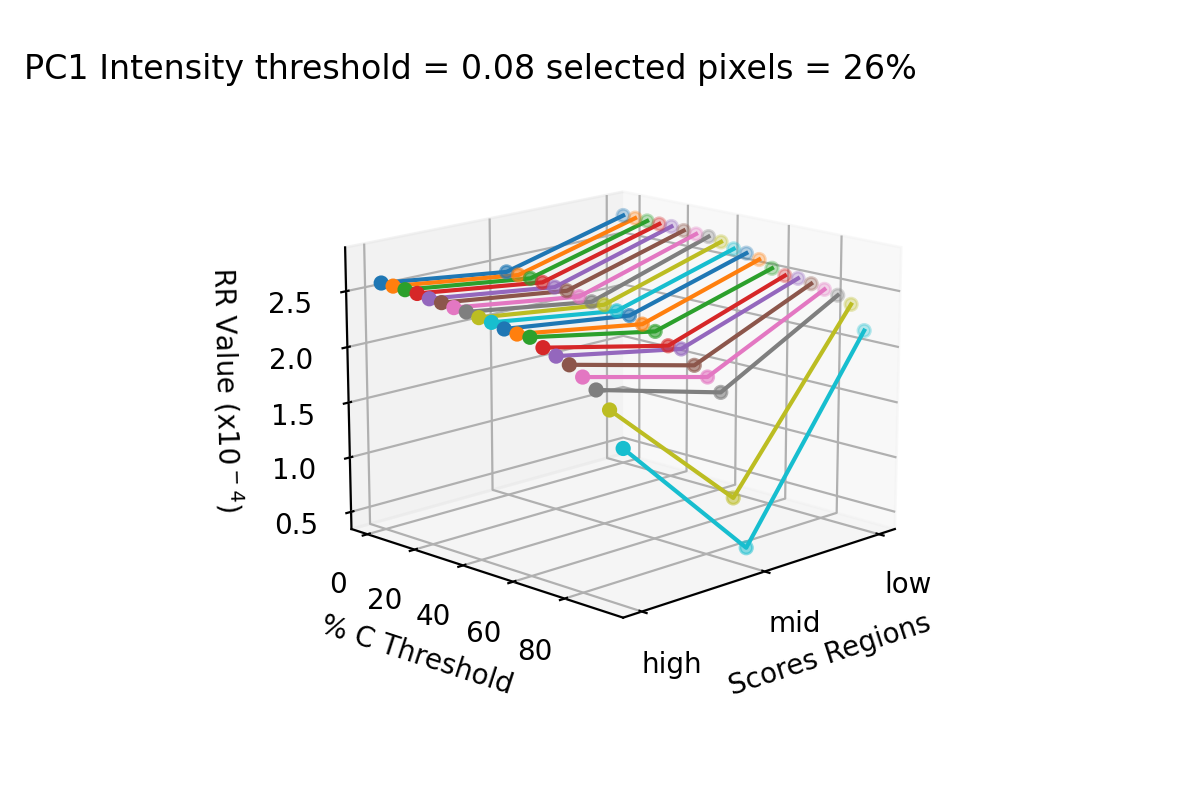 PC1 Intensity threshold = 0.08 selected pixels = 26%
RR Value (x10⁻⁴)
2.5
2.0
1.5
1.0
0.5
0
20
40
60
80
% C Threshold
high
mid
low
Scores Regions